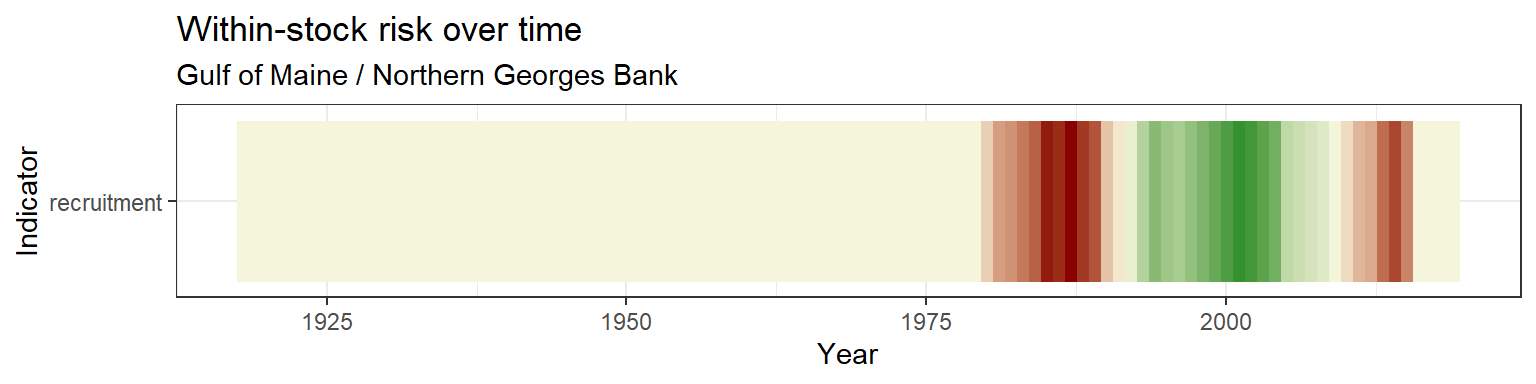 Within-stock risk over time
Gulf of Maine / Northern Georges Bank
Indicator
recruitment
1925 1950 1975 2000
Year